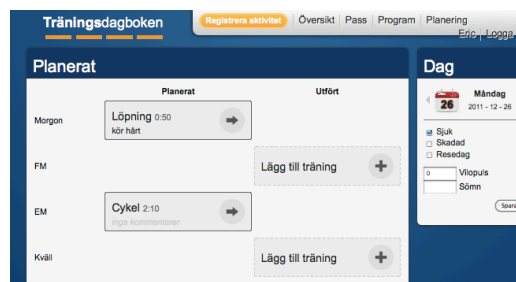 Träningsdagboken
Registrera aktivitet Översikt Pass Program Planering
Eric Logga
Planerat
Planerat Utfört
Morgon
Löpning 0:50
kör hårt
FM
Lägg till träning
EM
Cykel 2:10
inga kommentarer
Kväll
Lägg till träning
Dag
Måndag
26
2011 - 12 - 26
Sjuk
Skadad
Resedag
0 Vilopuls
Sömn
Spara